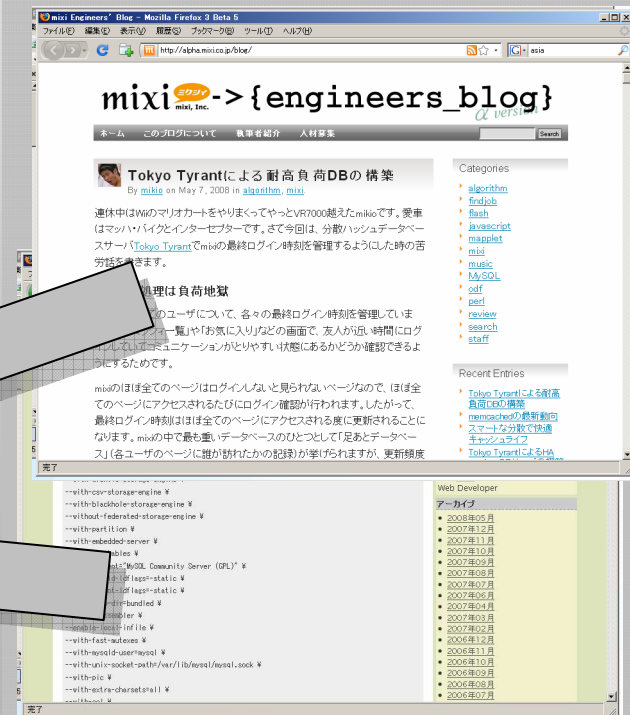 mixi Engineers' Blog - Mozilla Firefox 3 Beta 5
ファイル(F) 編集(E) 表示(V) 履歴(S) ブックマーク(B) ツール(T) ヘルプ(H)
http://alpha.mixi.co.jp/blog/
asia
mixi ミクシィ mixi, Inc. ->{engineers_blog}
α version
ホーム このブログについて 執筆者紹介 人材募集
Search
Tokyo Tyrantによる耐高負荷DBの構築
By mikio on May 7, 2008 in algorithm, mixi.
連休中はWiiのマリオカートをやりまくってやっとVR7000越えたmikioです。愛車
はマッハ・バイクとインターセプターです。さて今回は、分散ハッシュデータベー
スサーバTokyo Tyrantでmixiの最終ログイン時刻を管理するようにした時の苦
労話を書きます。
処理は負荷地獄
のユーザについて、各々の最終ログイン時刻を管理していま
一覧」や「お気に入り」などの画面で、友人が近い時間にログ
インしていてコミュニケーションがとりやすい状態にあるかどうか確認できるよ
うにするためです。
mixiのほぼ全てのページはログインしないと見られないページなので、ほぼ全
てのページにアクセスされるたびにログイン確認が行われます。したがって、
最終ログイン時刻はほぼ全てのページにアクセスされる度に更新されることに
なります。mixiの中で最も重いデータベースのひとつとして「足あとデータベー
ス」(各ユーザのページに誰が訪れたかの記録)が挙げられますが、更新頻度
Categories
algorithm
findjob
flash
javascript
mapplet
mixi
music
MySQL
odf
perl
review
search
staff
Recent Entries
Tokyo Tyrantによる耐高
負荷DBの構築
memcachedの最新動向
スマートな分散で快適
キャッシュライフ
Tokyo TyrantによるHA
完了
--with-csv-storage-engine ¥
--with-blackhole-storage-engine ¥
--without-federated-storage-engine ¥
--with-partition ¥
--with-embedded-server ¥
ables ¥
"MySQL Community Server (GPL)" ¥
ldflags=-static ¥
ldflags=-static ¥
=bundled ¥
embler ¥
--enable-local-infile ¥
--with-fast-mutexes ¥
--with-mysqld-user=mysql ¥
--with-unix-socket-path=/var/lib/mysql/mysql.sock ¥
--with-pic ¥
--with-extra-charsets=all ¥
Web Developer
アーカイブ
2008年05月
2007年12月
2007年11月
2007年10月
2007年09月
2007年08月
2007年07月
2007年06月
2007年04月
2007年03月
2007年02月
2006年12月
2006年11月
2006年10月
2006年09月
2006年08月
2006年07月
完了